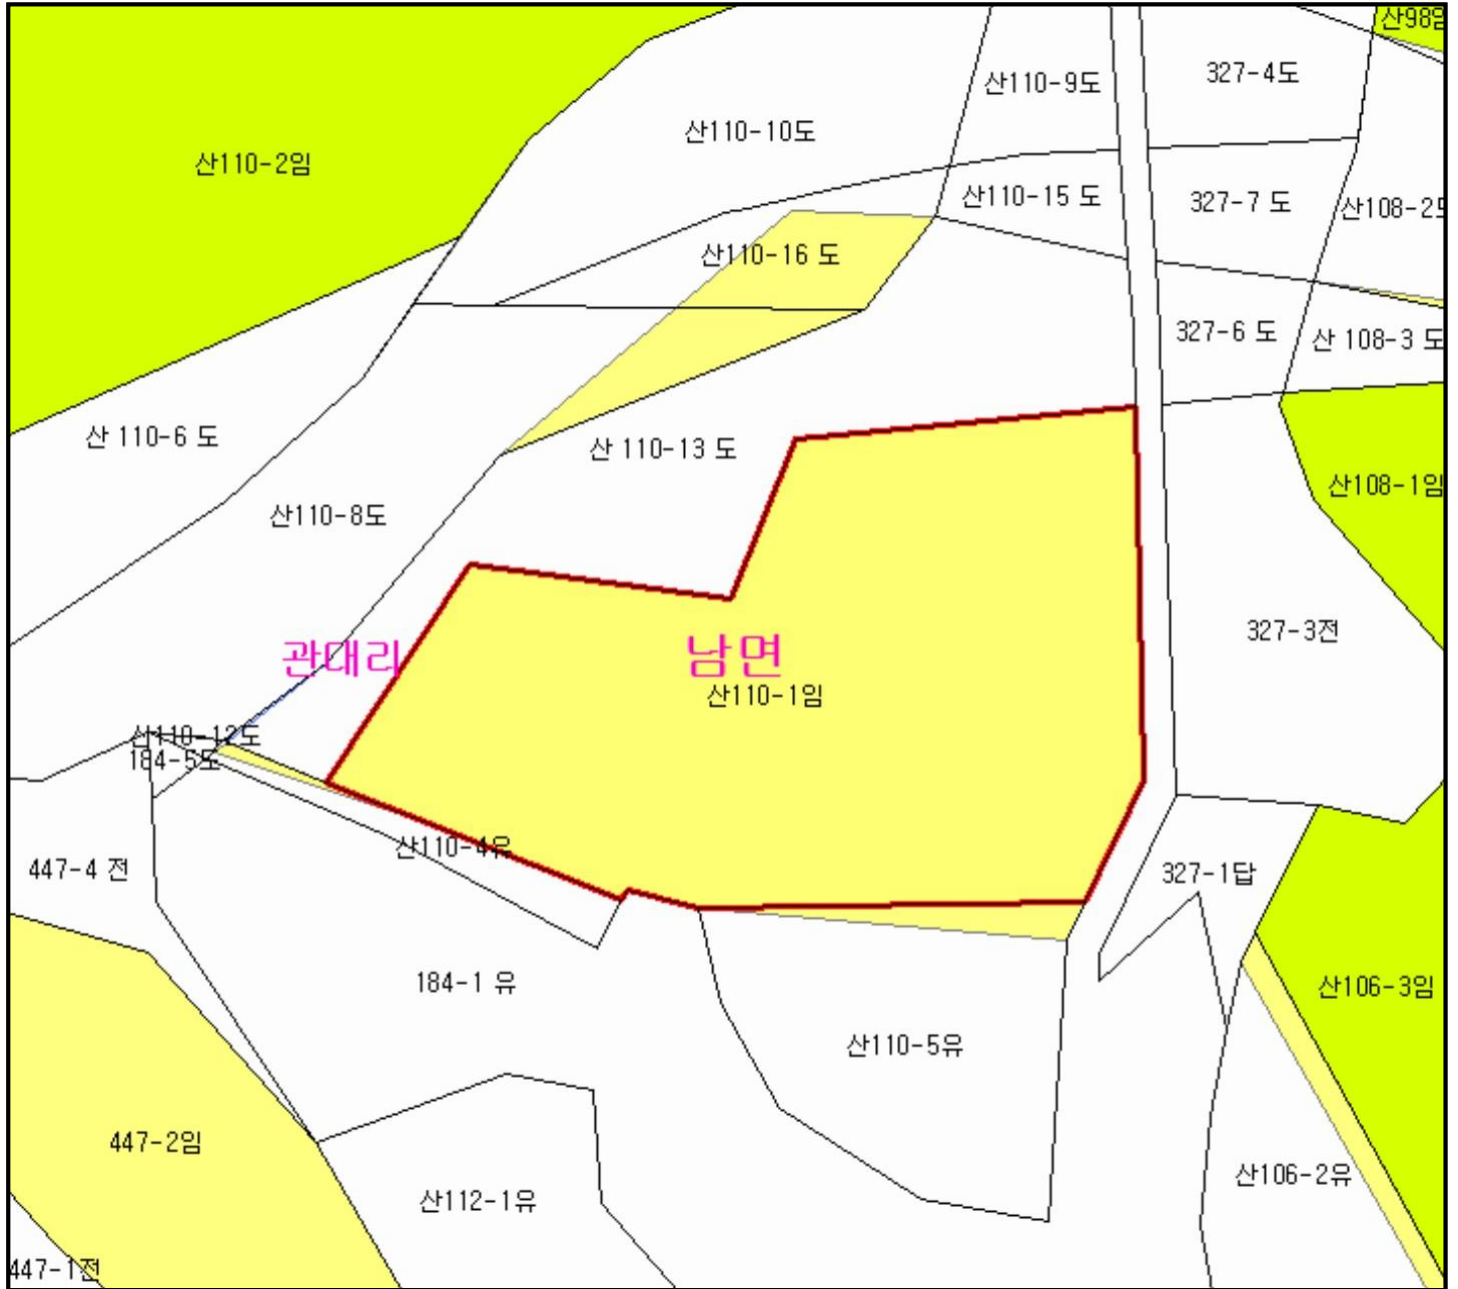 산98임
327-4도
산110-9도
산110-10도
산110-2임
산110-15 도
327-7 도
산108-2도
산110-16 도
327-6 도
산 108-3 도
산 110-6 도
산 110-13 도
산108-1임
산110-8도
327-3전
관대리
남면
산110-1임
산110-12도
184-5도
산110-4유
447-4 전
327-1답
184-1 유
산106-3임
산110-5유
447-2임
산106-2유
산112-1유
447-1전